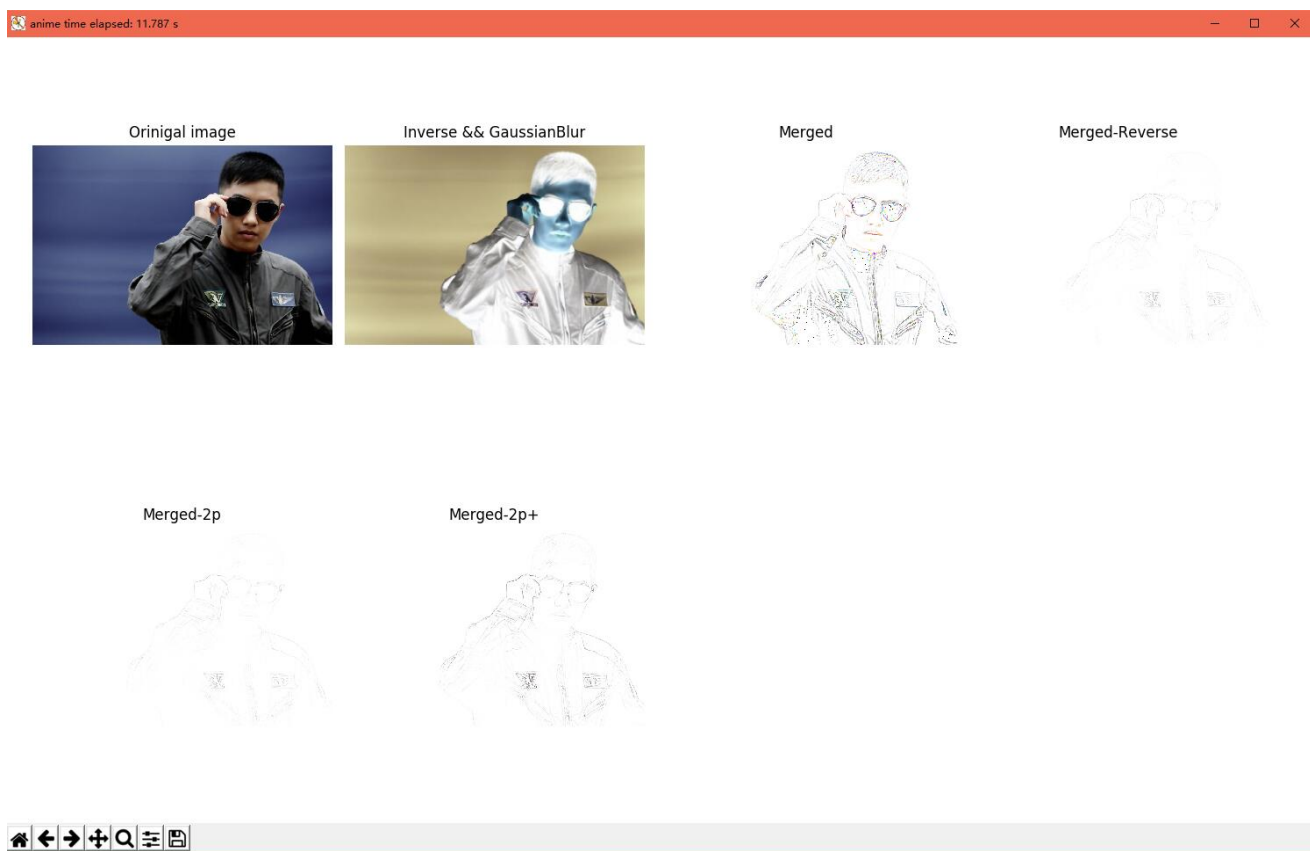 anime time elapsed: 11.787 s
Orinigal image
Inverse && GaussianBlur
Merged
Merged-Reverse
Merged-2p
Merged-2p+